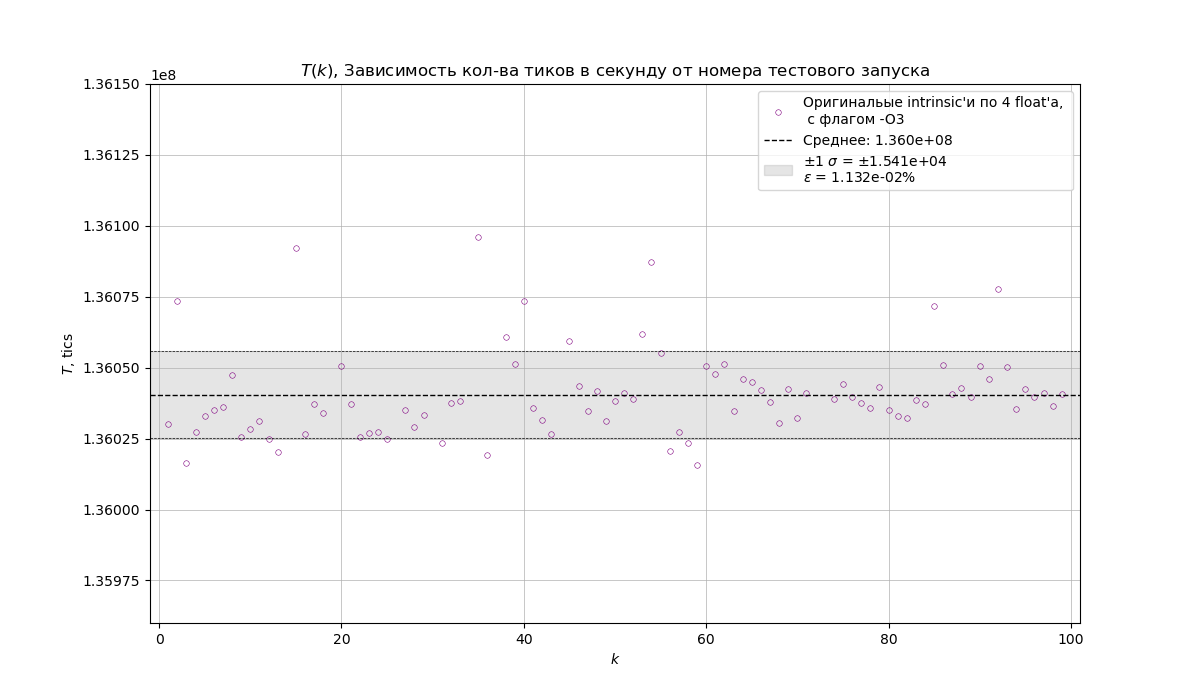 T(k), Зависимость кол-ва тиков в секунду от номера тестового запуска
1e8
1.36150
1.36125
1.36100
1.36075
1.36050
1.36025
1.36000
1.35975
T, tics
Оригинальые intrinsic'и по 4 float'а,
с флагом -O3
Среднее: 1.360e+08
±1 σ = ±1.541e+04
ε = 1.132e-02%
0 20 40 60 80 100
k